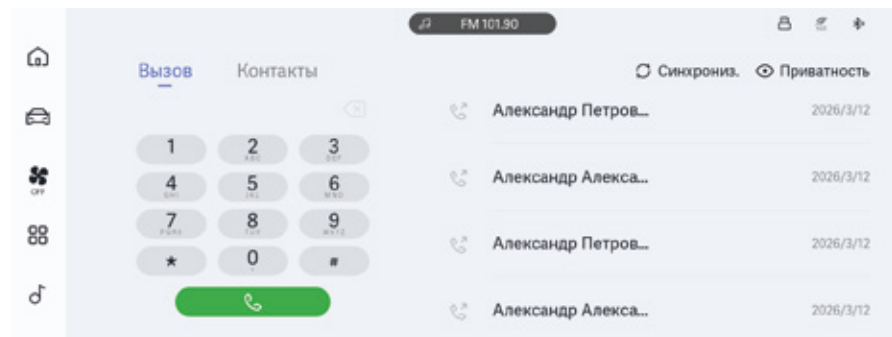 FM 101.90
Вызов Контакты
Синхрониз. Приватность
Александр Петров... 2026/3/12
1 2 ABC 3 DEF
Александр Алекса... 2026/3/12
4 GHI 5 JKL 6 MNO
OFF
7 PQRS 8 TUV 9 WXYZ
Александр Петров... 2026/3/12
* 0 #
Александр Алекса... 2026/3/12